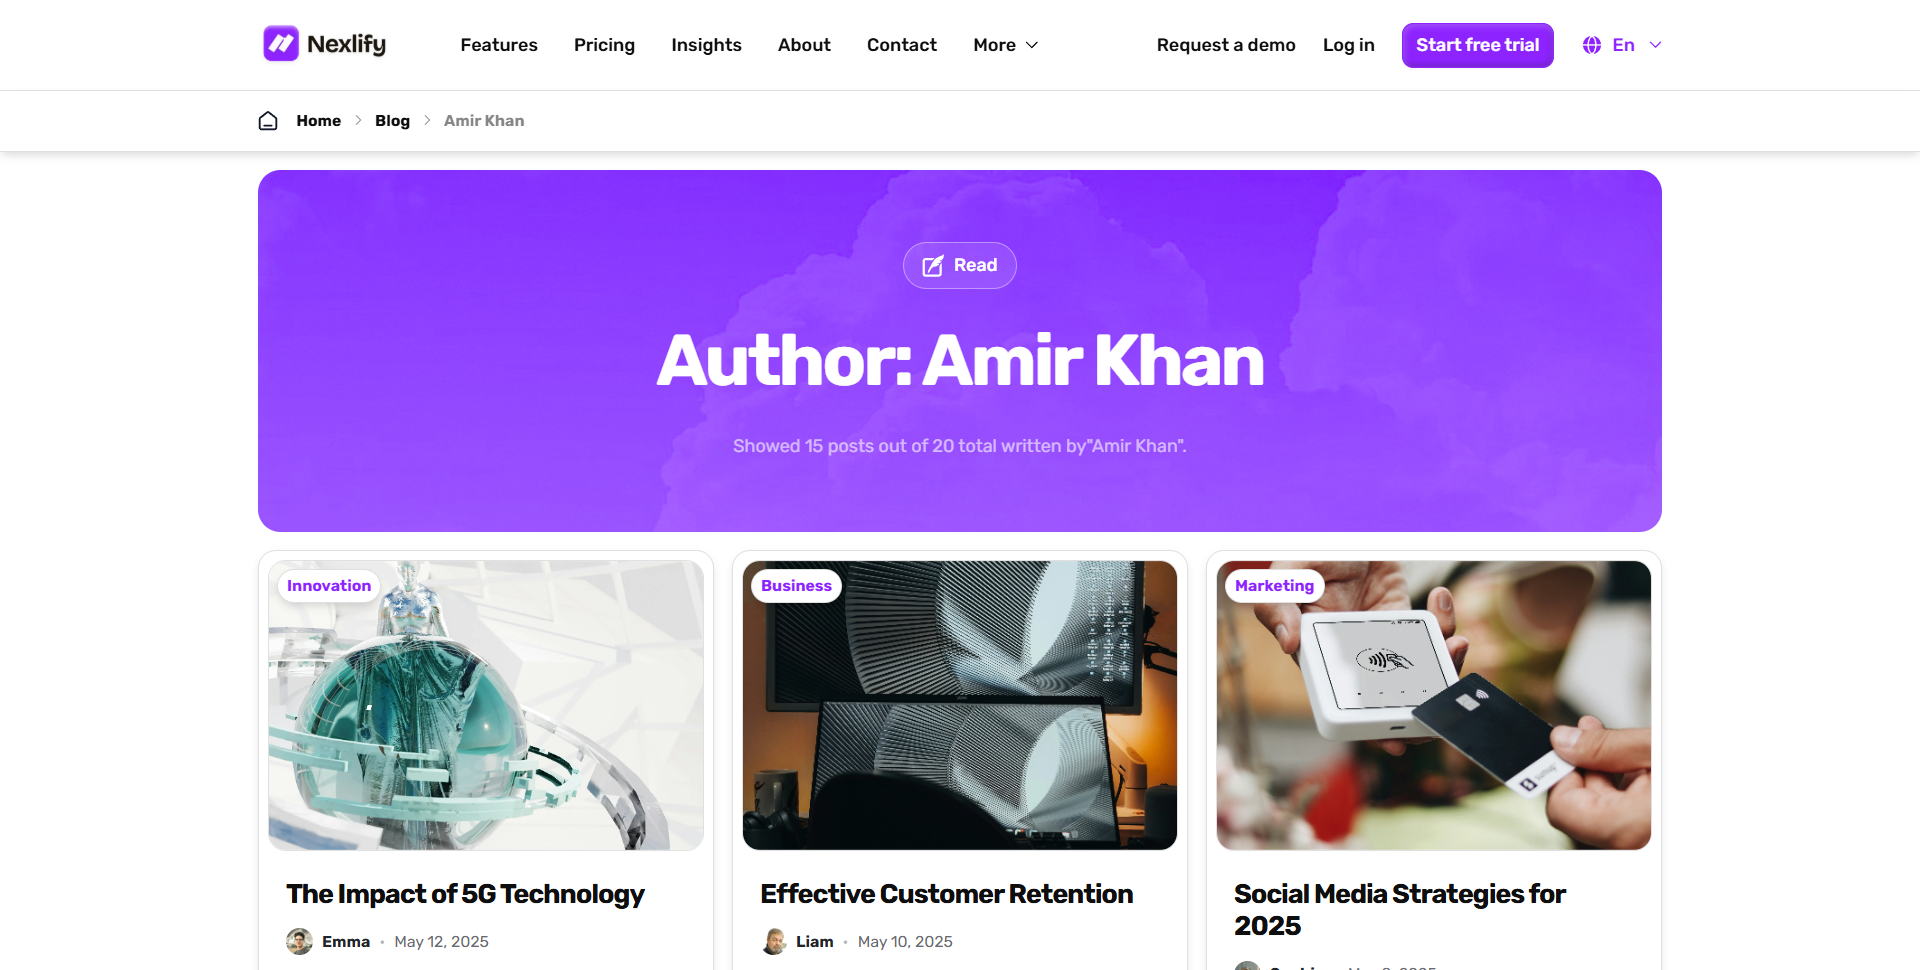 Nexlify
Features
Pricing
Insights
About
Contact
More
Request a demo
Log in
Start free trial
En
Home
Blog
Amir Khan
Read
Author: Amir Khan
Showed 15 posts out of 20 total written by"Amir Khan".
Innovation
Business
Marketing
The Impact of 5G Technology
Emma • May 12, 2025
Effective Customer Retention
Liam • May 10, 2025
Social Media Strategies for
2025